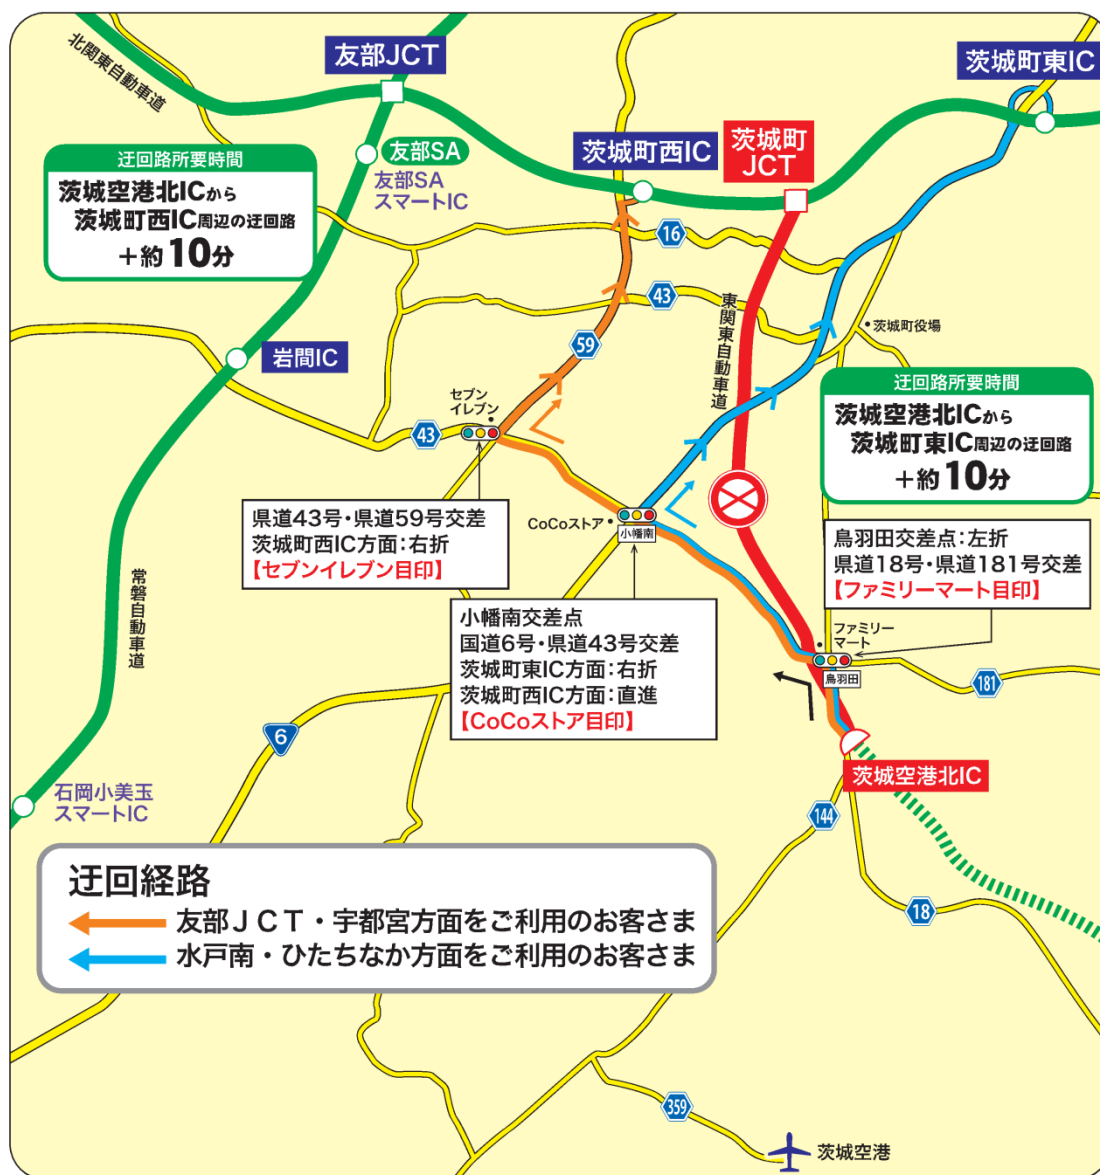 北関東自動車道
友部JCT
茨城町東IC
茨城町西IC
茨城町
JCT
友部SA
友部SA
スマートIC
迂回路所要時間
茨城空港北ICから
茨城町西IC周辺の迂回路
+約10分
16
43
59
東関東自動車道
茨城町役場
岩間IC
セブン
イレブン
43
迂回路所要時間
茨城空港北ICから
茨城町東IC周辺の迂回路
+約10分
県道43号・県道59号交差
茨城町西IC方面:右折
【セブンイレブン目印】
CoCoストア
小幡南
鳥羽田交差点:左折
県道18号・県道181号交差
【ファミリーマート目印】
常磐自動車道
小幡南交差点
国道6号・県道43号交差
茨城町東IC方面:右折
茨城町西IC方面:直進
【CoCoストア目印】
ファミリー
マート
鳥羽田
181
6
茨城空港北IC
石岡小美玉
スマートIC
144
18
迂回経路
友部JCT・宇都宮方面をご利用のお客さま
水戸南・ひたちなか方面をご利用のお客さま
359
茨城空港